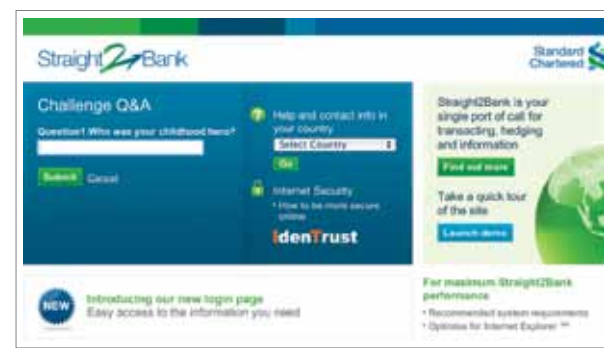 Straight2Bank
Standard
Chartered
Challenge Q&A
Question1 Who was your childhood hero?
Submit Cancel
Help and contact info in
your country
Select Country
Go
Internet Security
• How to be more secure
online
IdenTrust
Straight2Bank is your
single port of call for
transacting, hedging
and information
Find out more
Take a quick tour
of the site
Launch demo
NEW
Introducing our new login page
Easy access to the information you need
For maximum Straight2Bank
performance
• Recommended system requirements
• Optimise for Internet Explorer ™